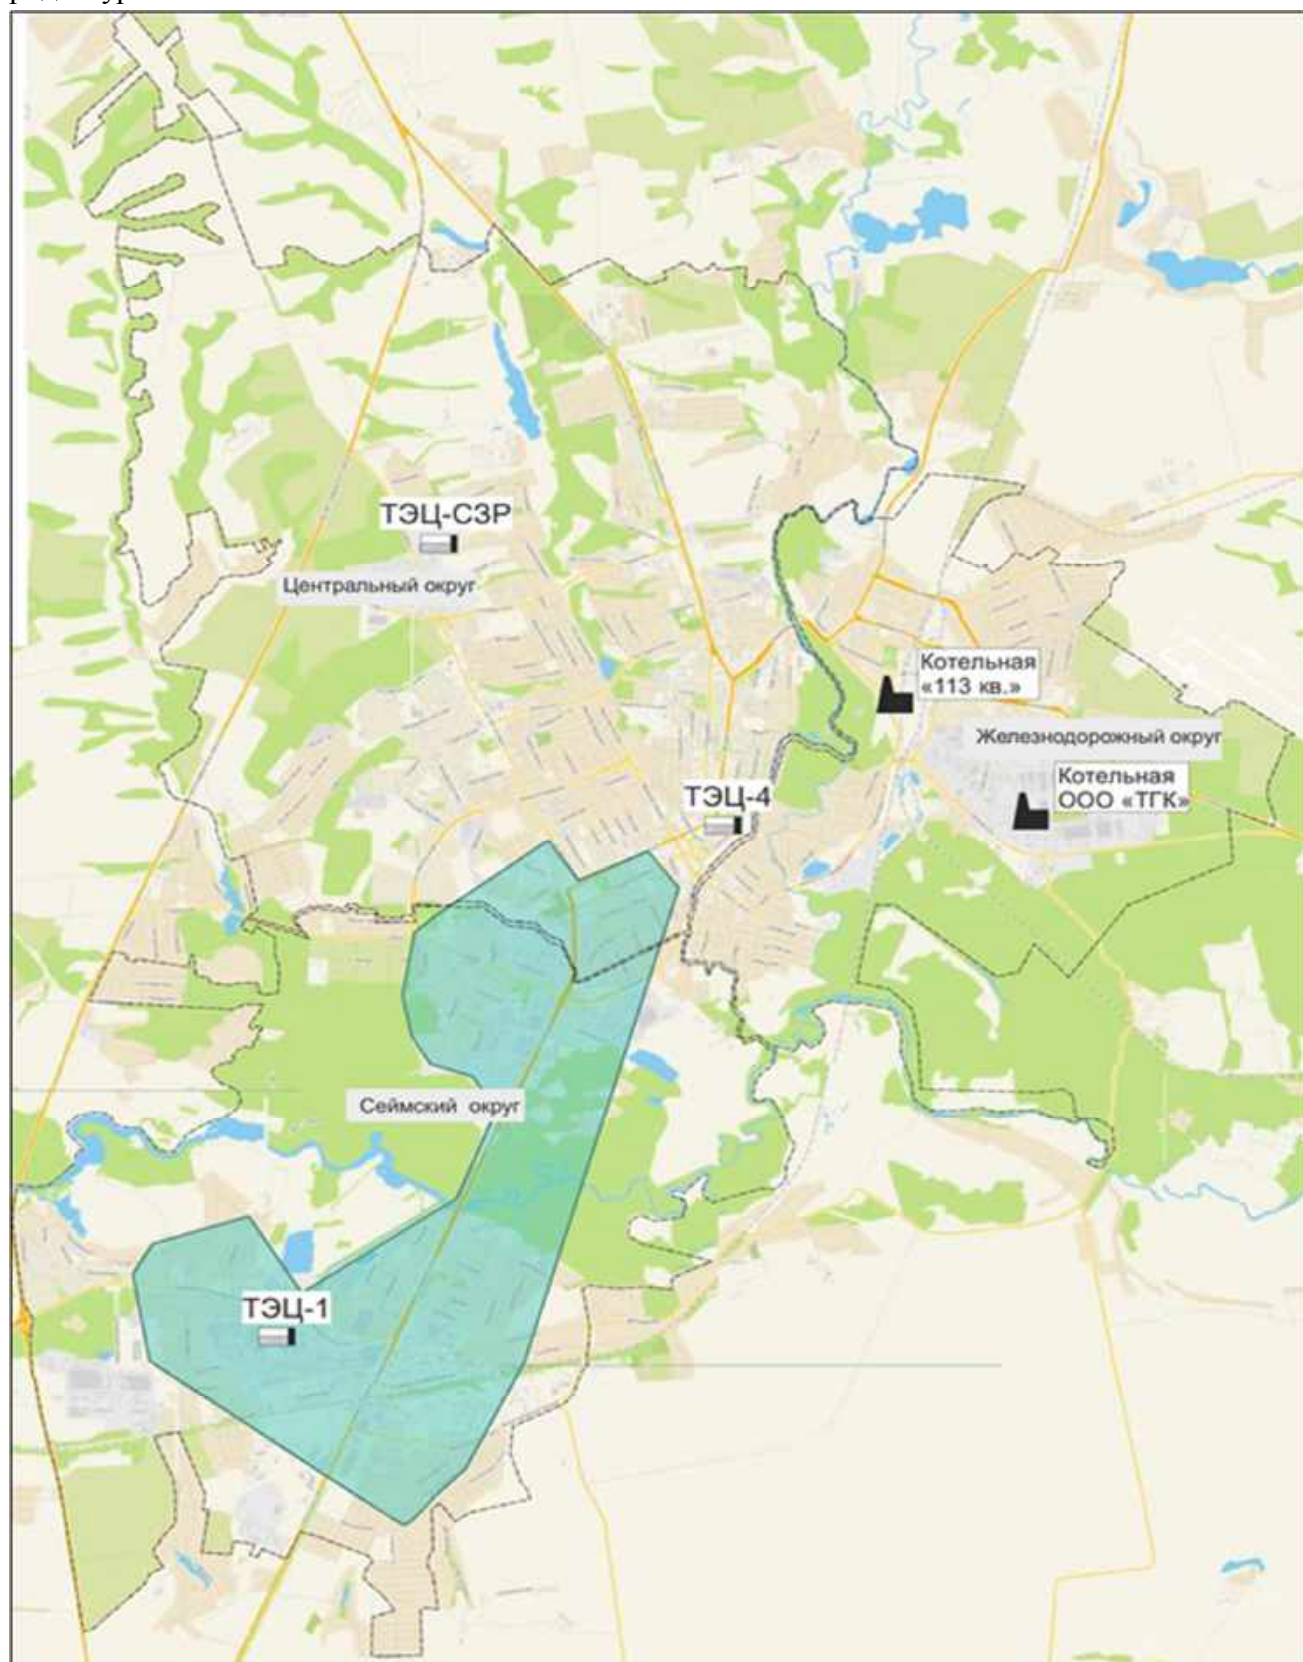 ТЭЦ-СЗР
Центральный округ
Котельная
«113 кв.»
Железнодорожный округ
Котельная
ООО «ТГК»
ТЭЦ-4
Сеймский округ
ТЭЦ-1